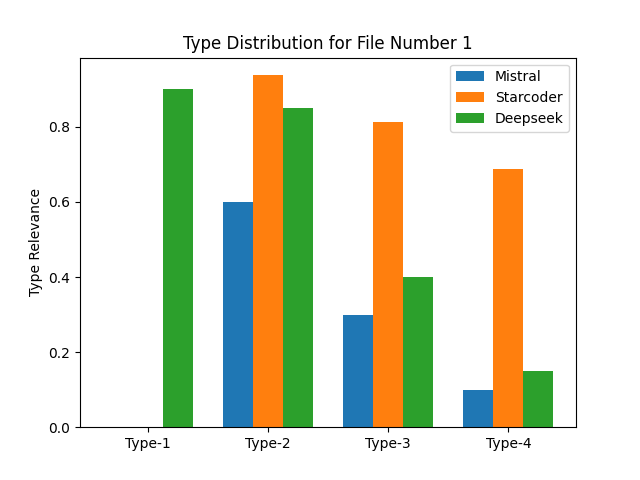 Type Distribution for File Number 1
Mistral
Starcoder
Deepseek
Type Relevance
0.8
0.6
0.4
0.2
0.0
Type-1 Type-2 Type-3 Type-4